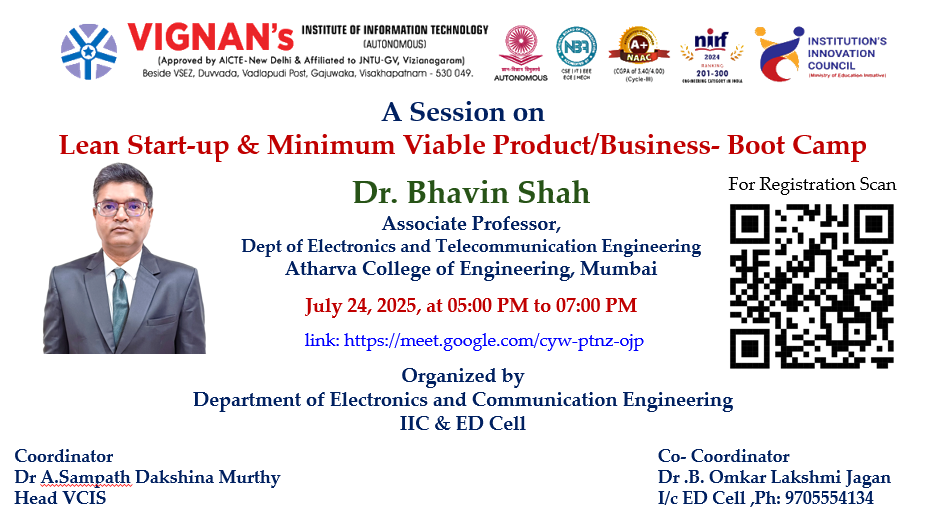 VIGNAN's INSTITUTE OF INFORMATION TECHNOLOGY
(AUTONOMOUS)
(Approved by AICTE-New Delhi & Affiliated to JNTU-GV, Vizianagaram)
Beside VSEZ, Duvvada, Vadlapudi Post, Gajuwaka, Visakhapatnam - 530 049.
AUTONOMOUS
NBA
CSE | IT | EEE
ECE | MECH
A+
NAAC
(CGPA of 3.40/4.00)
(Cycle-III)
nirf
2024
RANKING
201-300
ENGINEERING CATEGORY IN INDIA
INSTITUTION'S
INNOVATION
COUNCIL
(Ministry of Education Initiative)
A Session on
Lean Start-up & Minimum Viable Product/Business- Boot Camp
Dr. Bhavin Shah
Associate Professor,
Dept of Electronics and Telecommunication Engineering
Atharva College of Engineering, Mumbai
July 24, 2025, at 05:00 PM to 07:00 PM
link: https://meet.google.com/cyw-ptnz-ojp
For Registration Scan
Organized by
Department of Electronics and Communication Engineering
IIC & ED Cell
Coordinator
Dr A.Sampath Dakshina Murthy
Head VCIS
Co- Coordinator
Dr .B. Omkar Lakshmi Jagan
I/c ED Cell ,Ph: 9705554134